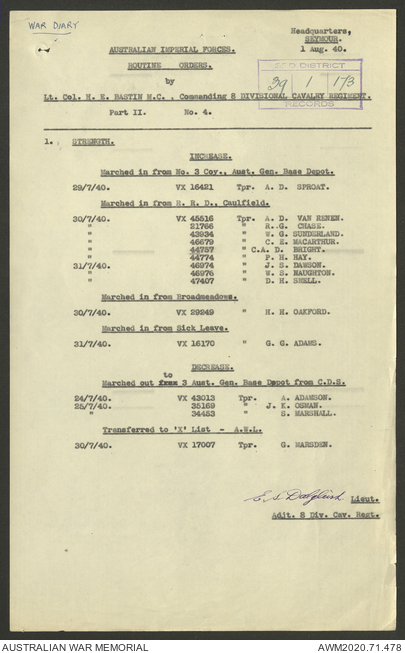 WAR DIARY
Headquarters,
SEYMOUR.
1 Aug. 40.
AUSTRALIAN IMPERIAL FORCES.
ROUTINE ORDERS.
by
DISTRICT
39 1 173
RECORDS
Lt. Col. H. E. BASTIN M.C., Commanding 8 DIVISIONAL CAVALRY REGIMENT.
Part II. No. 4.
1. STRENGTH.
INCREASE.
Marched in from No. 3 Coy., Aust. Gen. Base Depot.
29/7/40. VX 16421 Tpr. A. D. SPROAT.
Marched in from R. R. D., Caulfield.
30/7/40. VX 45516 Tpr. A. D. VAN RENEN.
" 21766 " R. G. CHASE.
" 43934 " W. G. SUNDERLAND.
" 46679 " C. E. MACARTHUR.
" 44757 " C.A. D. BRIGHT.
" 44774 " P. H. HAY.
31/7/40. " 46974 " J. S. DAWSON.
" 46976 " W. S. NAUGHTON.
" 47407 " D. H. SNELL.
Marched in from Broadmeadows.
30/7/40. VX 29249 " H. H. OAKFORD.
Marched in from Sick Leave.
31/7/40. VX 16170 " G. G. ADAMS.
DECREASE.
to
Marched out from 3 Aust. Gen. Base Depot from C.D.S.
24/7/40. VX 43013 Tpr. A. ADAMSON.
25/7/40. " 35169 " J. K. OSMAN.
" 34453 " S. MARSHALL.
Transferred to 'X' List - A.W.L.
30/7/40. VX 17007 Tpr. G. MARSDEN.
E. S. Dalgleish Lieut.
Adjt. 8 Div. Cav. Regt.
AUSTRALIAN WAR MEMORIAL AWM2020.71.478